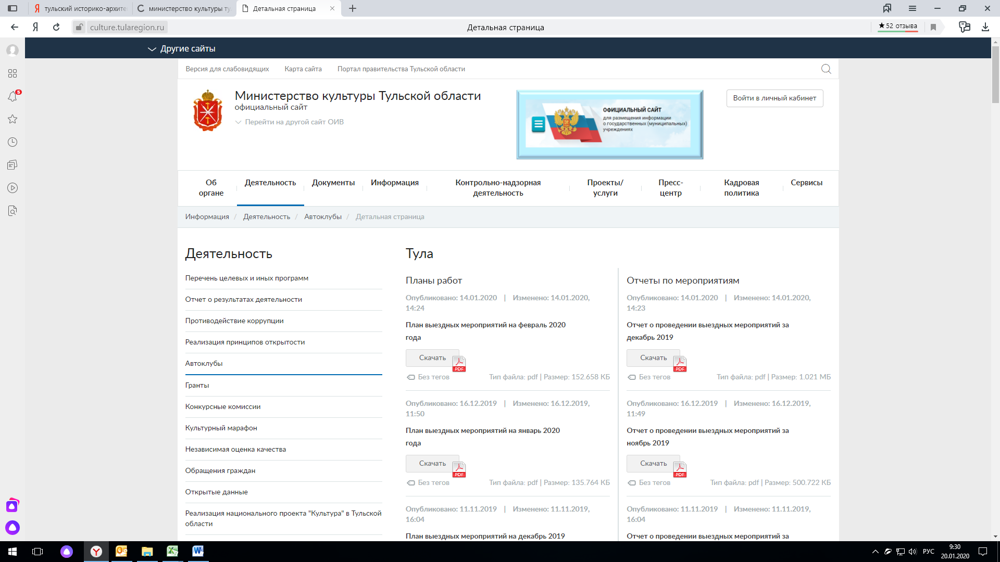 тульский историко-архите
министерство культуры ту
Детальная страница
culture.tularegion.ru
Детальная страница
★52 отзыва
5
Другие сайты
Версия для слабовидящих Карта сайта Портал правительства Тульской области
Министерство культуры Тульской области
официальный сайт
Перейти на другой сайт ОИВ
ОФИЦИАЛЬНЫЙ САЙТ
для размещения информации
о государственных (муниципальных)
учреждениях
Войти в личный кабинет
Об органе
Деятельность
Документы
Информация
Контрольно-надзорная деятельность
Проекты/ услуги
Пресс-центр
Кадровая политика
Сервисы
Информация / Деятельность / Автоклубы / Детальная страница
Деятельность
Перечень целевых и иных программ
Отчет о результатах деятельности
Противодействие коррупции
Реализация принципов открытости
Автоклубы
Гранты
Конкурсные комиссии
Культурный марафон
Независимая оценка качества
Обращения граждан
Открытые данные
Реализация национального проекта "Культура" в Тульской
области
Тула
Планы работ
Опубликовано: 14.01.2020 | Изменено: 14.01.2020,
14:24
План выездных мероприятий на февраль 2020
года
Скачать
PDF
Без тегов Тип файла: pdf | Размер: 152.658 КБ
Опубликовано: 16.12.2019 | Изменено: 16.12.2019,
11:50
План выездных мероприятий на январь 2020
года
Скачать
PDF
Без тегов Тип файла: pdf | Размер: 135.764 КБ
Опубликовано: 11.11.2019 | Изменено: 11.11.2019,
16:04
План выездных мероприятий на декабрь 2019
Отчеты по мероприятиям
Опубликовано: 14.01.2020 | Изменено: 14.01.2020,
14:23
Отчет о проведении выездных мероприятий за
декабрь 2019
Скачать
PDF
Без тегов Тип файла: pdf | Размер: 1.021 МБ
Опубликовано: 16.12.2019 | Изменено: 16.12.2019,
11:49
Отчет о проведении выездных мероприятий за
ноябрь 2019
Скачать
PDF
Без тегов Тип файла: pdf | Размер: 500.722 КБ
Опубликовано: 11.11.2019 | Изменено: 11.11.2019,
16:04
Отчет о проведении выездных мероприятий за
РУС
9:30
20.01.2020